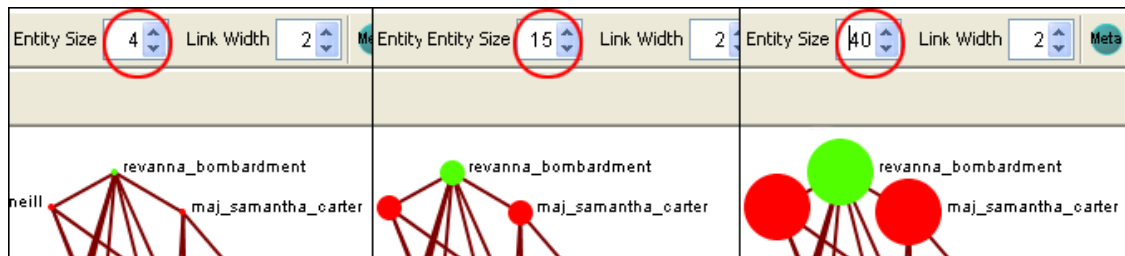 Entity Size 4 Link Width 2
Entity Entity Size 15 Link Width 2
Entity Size 40 Link Width 2 Meta
revanna_bombardment
neill
maj_samantha_carter
revanna_bombardment
maj_samantha_carter
revanna_bombardment
maj_samantha_carter